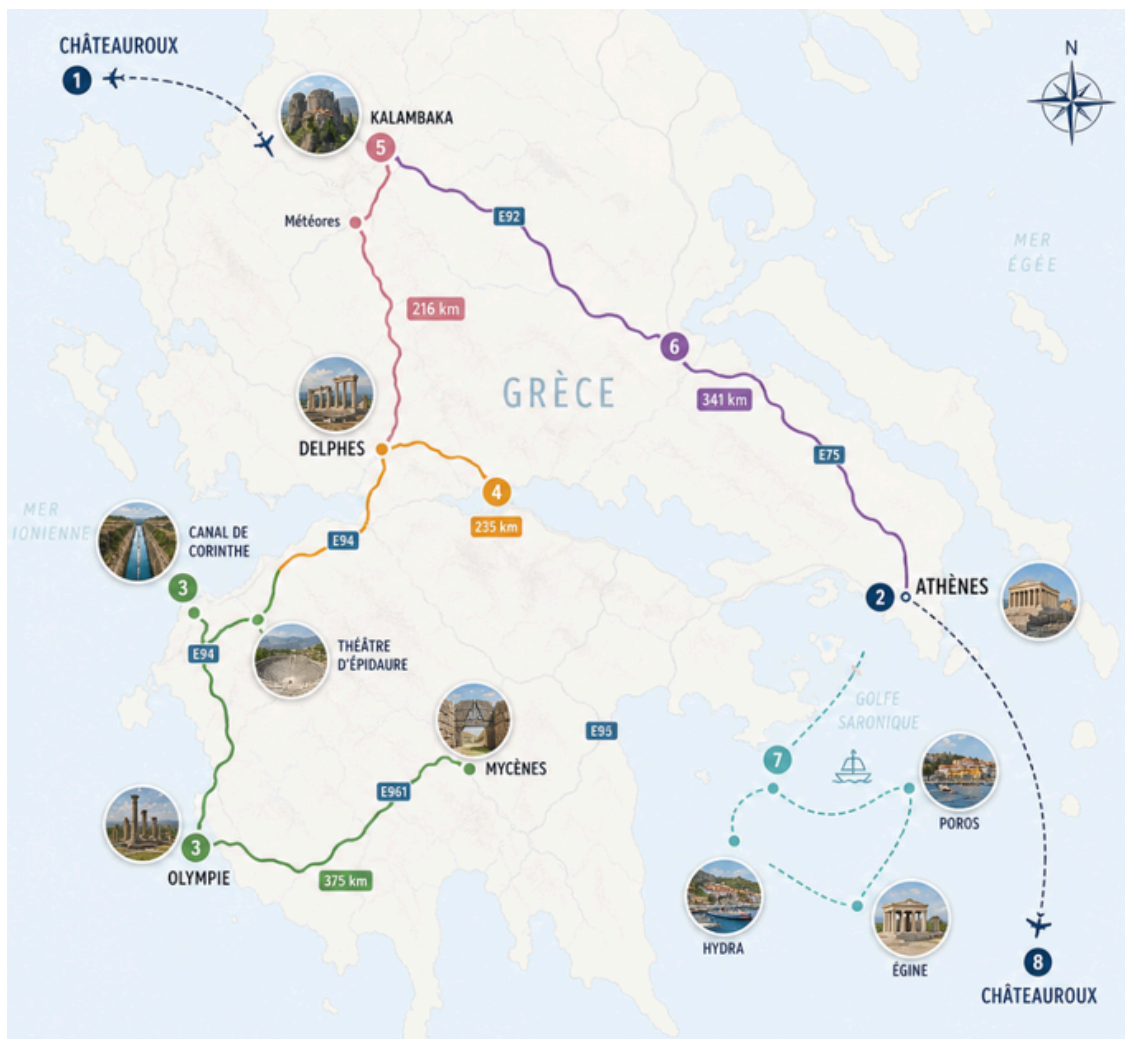 CHÂTEAUROUX
1
N
KALAMBAKA
5
Météores
E92
MER
ÉGÉE
216 km
6
GRÈCE
341 km
DELPHES
E75
4
235 km
MER
IONIENNE
CANAL DE
CORINTHE
E94
3
2
ATHÈNES
E94
THÉÂTRE
D'ÉPIDAURE
GOLFE
SARONIQUE
E95
7
MYCÈNES
E961
POROS
3
OLYMPIE
375 km
HYDRA
ÉGINE
8
CHÂTEAUROUX